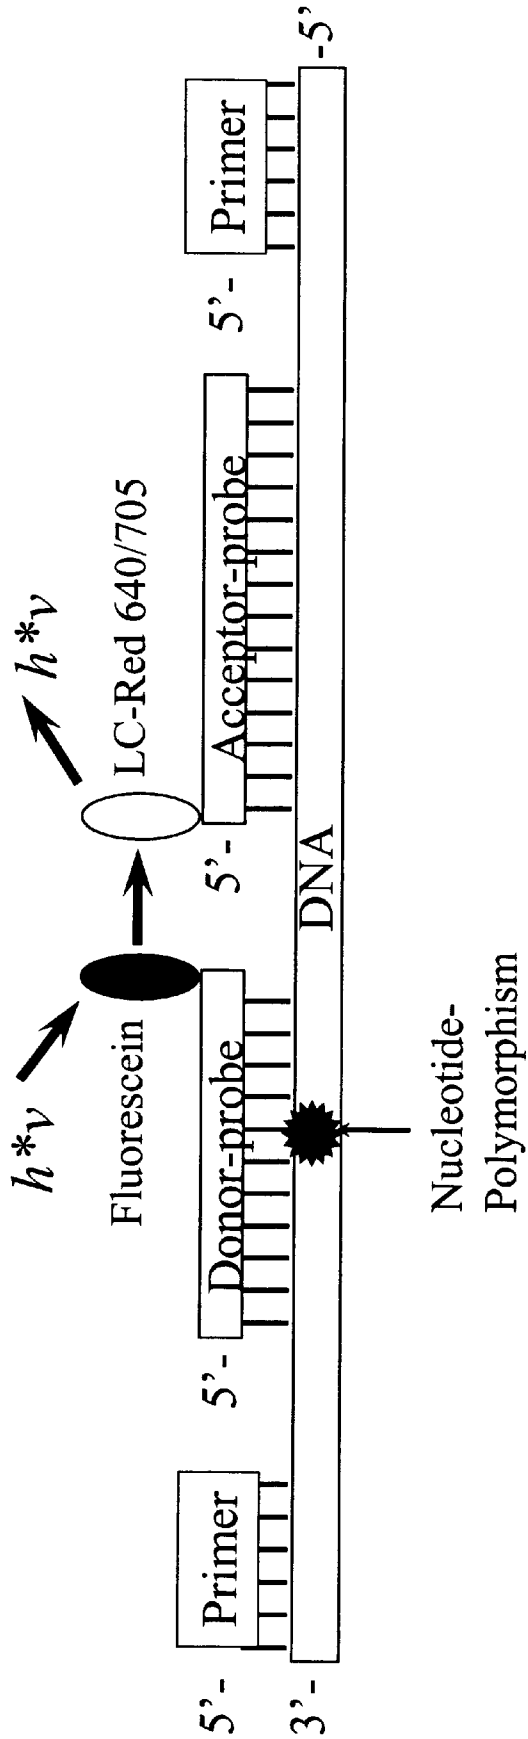 h*ν
h*ν
Fluorescein
LC-Red 640/705
5'-
Primer
5'-
Donor-probe
5'-
Acceptor-probe
5'-
Primer
3'-
DNA
-5'
Nucleotide-
Polymorphism